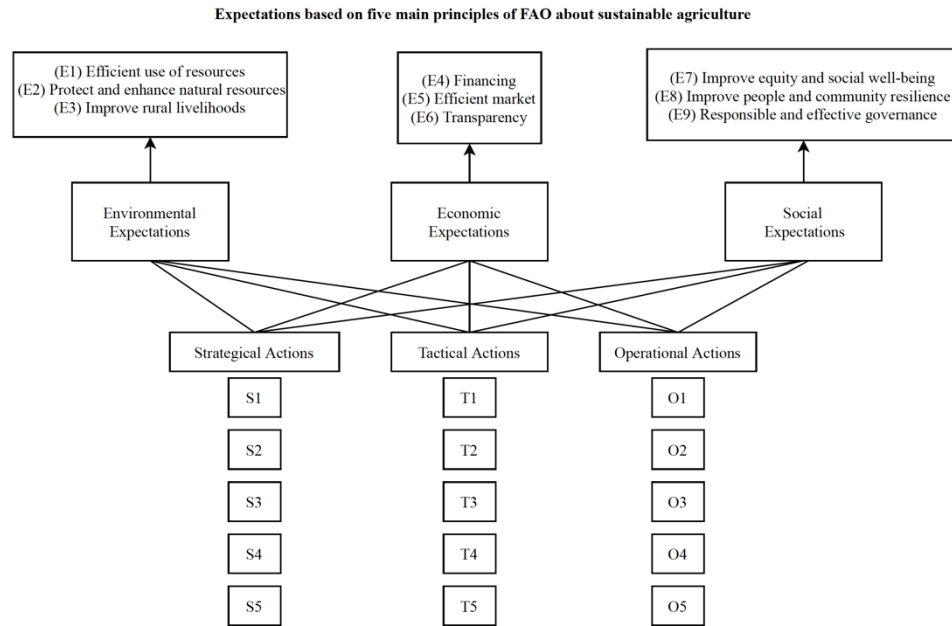 Expectations based on five main principles of FAO about sustainable agriculture
(E1) Efficient use of resources
(E2) Protect and enhance natural resources
(E3) Improve rural livelihoods
(E4) Financing
(E5) Efficient market
(E6) Transparency
(E7) Improve equity and social well-being
(E8) Improve people and community resilience
(E9) Responsible and effective governance
Environmental
Expectations
Economic
Expectations
Social
Expectations
Strategical Actions
Tactical Actions
Operational Actions
S1
T1
O1
S2
T2
O2
S3
T3
O3
S4
T4
O4
S5
T5
O5